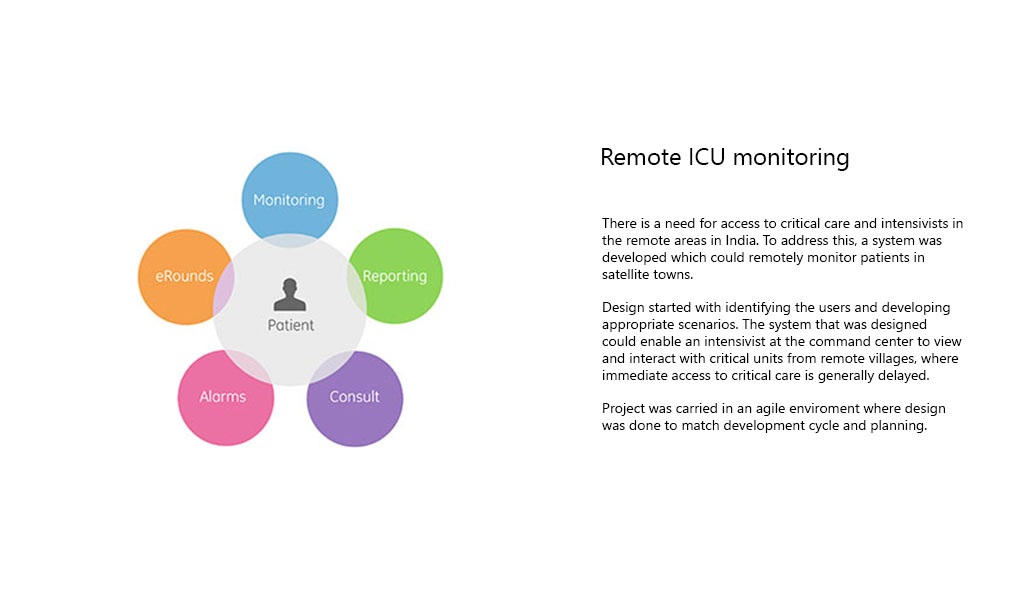 Monitoring
eRounds
Reporting
Patient
Alarms
Consult
Remote ICU monitoring
There is a need for access to critical care and intensivists in
the remote areas in India. To address this, a system was
developed which could remotely monitor patients in
satellite towns.
Design started with identifying the users and developing
appropriate scenarios. The system that was designed
could enable an intensivist at the command center to view
and interact with critical units from remote villages, where
immediate access to critical care is generally delayed.
Project was carried in an agile enviroment where design
was done to match development cycle and planning.